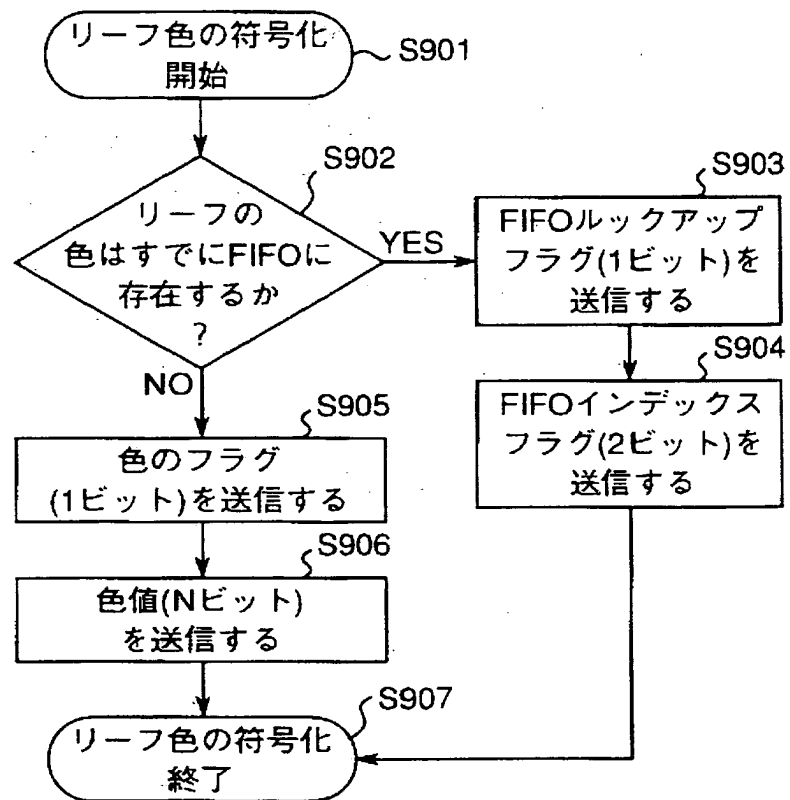 リーフ色の符号化
開始
S901
S902
リーフの
色はすでにFIFOに
存在するか
?
YES
NO
S903
FIFOルックアップ
フラグ(1ビット)を
送信する
S904
FIFOインデックス
フラグ(2ビット)を
送信する
S905
色のフラグ
(1ビット)を送信する
S906
色値(Nビット)
を送信する
S907
リーフ色の符号化
終了